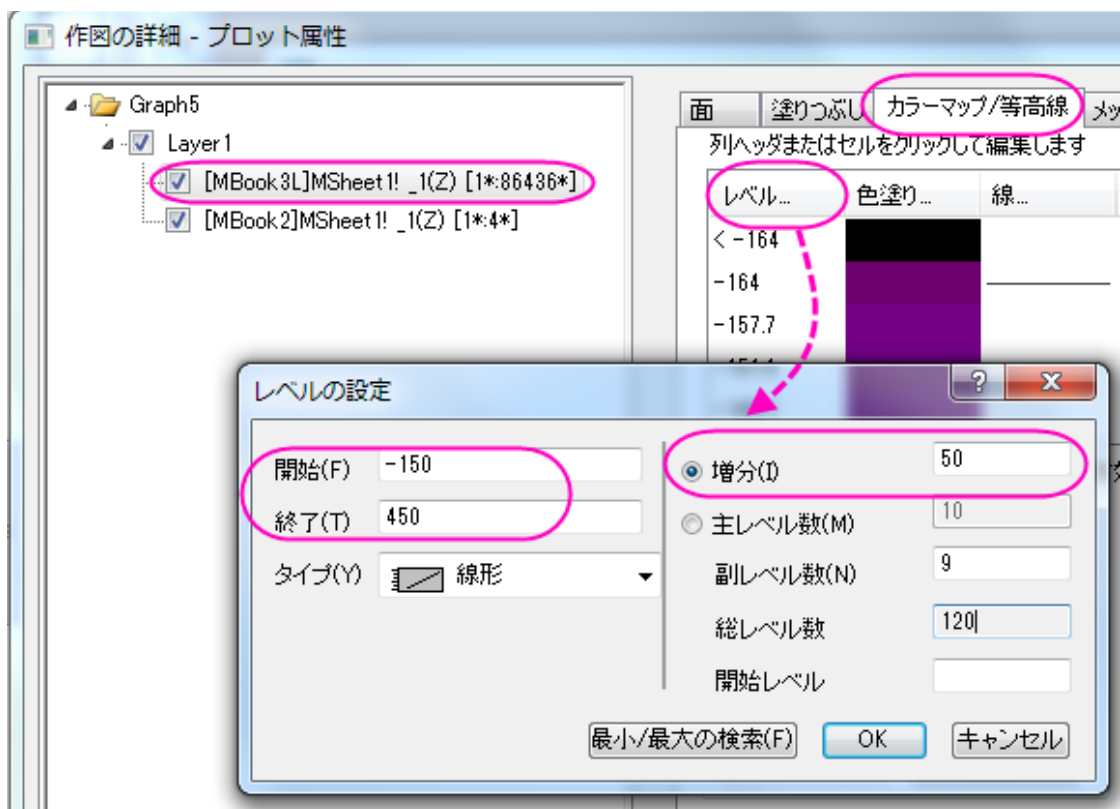 作図の詳細 - プロット属性
Graph5
Layer1
[MBook3L]MSheet1! _1(Z) [1*:86436*]
[MBook2]MSheet1! _1(Z) [1*:4*]
面 塗りつぶし カラーマップ/等高線 メッ
列ヘッダまたはセルをクリックして編集します
レベル... 色塗り... 線...
< -164
-164
-157.7
レベルの設定
?
開始(F) -150
終了(T) 450
タイプ(Y) 線形
増分(I) 50
主レベル数(M) 10
副レベル数(N) 9
総レベル数 120
開始レベル
最小/最大の検索(F) OK キャンセル